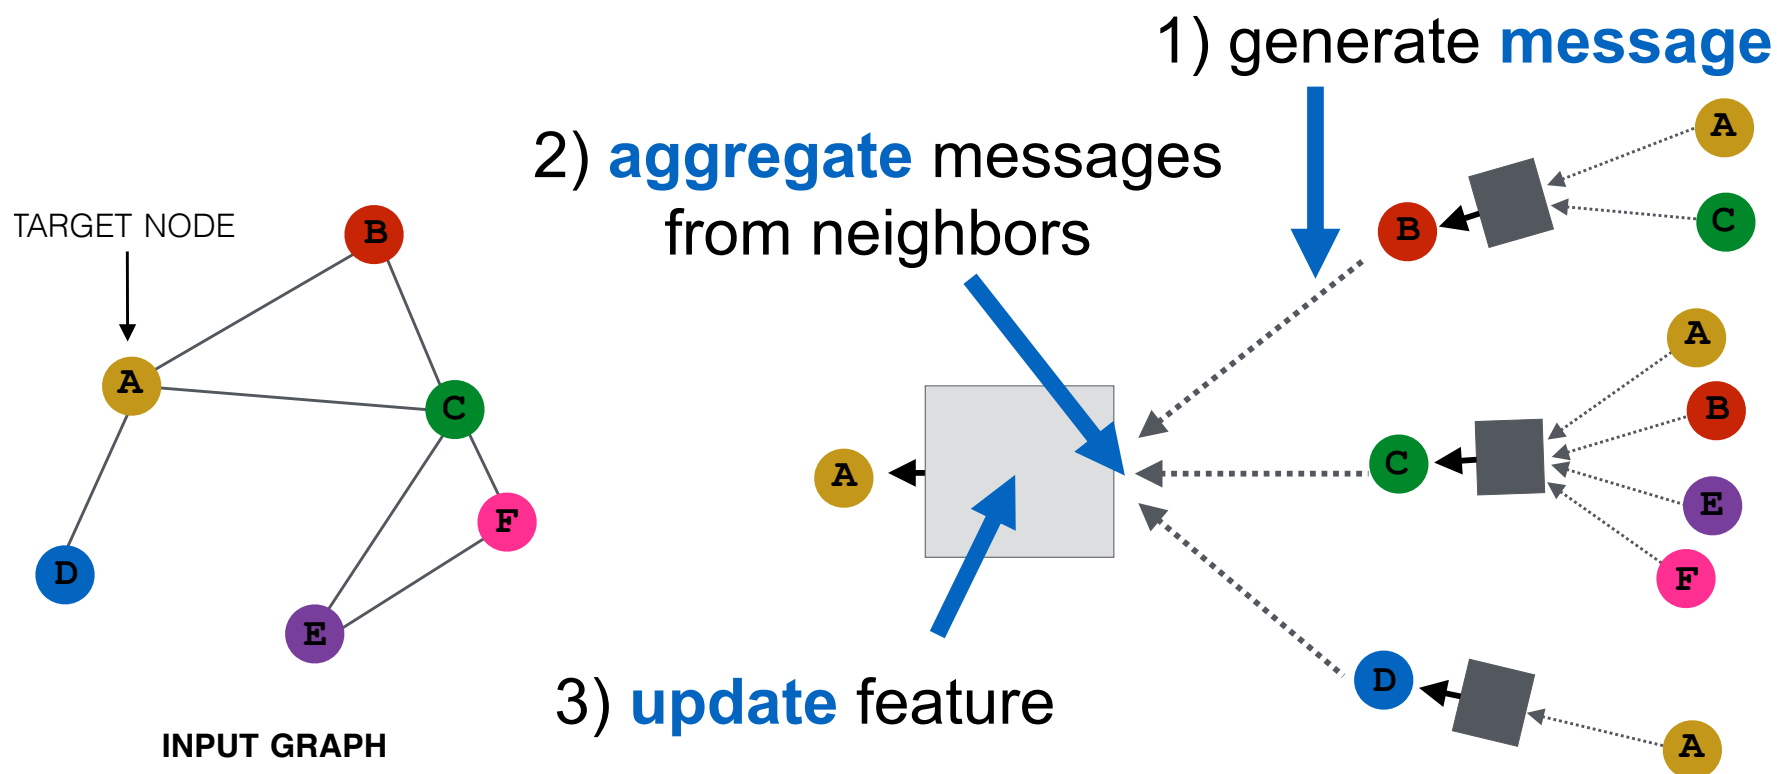 1) generate message
2) aggregate messages
from neighbors
TARGET NODE
A
B
C
D
E
F
INPUT GRAPH
3) update feature
A
B
A
C
C
A
B
E
F
D
A